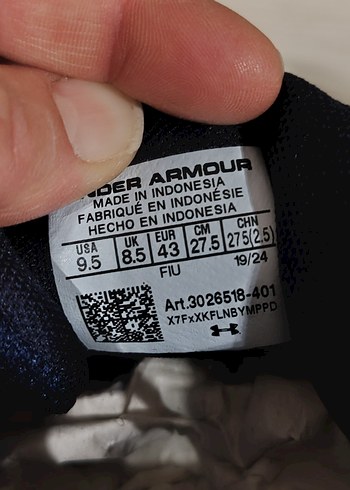 UNDER ARMOUR
MADE IN INDONESIA
FABRIQUÉ EN INDONÉSIE
HECHO EN INDONESIA
USA UK EUR CM CHN
9.5 8.5 43 27.5 275(2.5)
FIU 19/24
Art.3026518-401
X7FxXKFLNBYMPPD